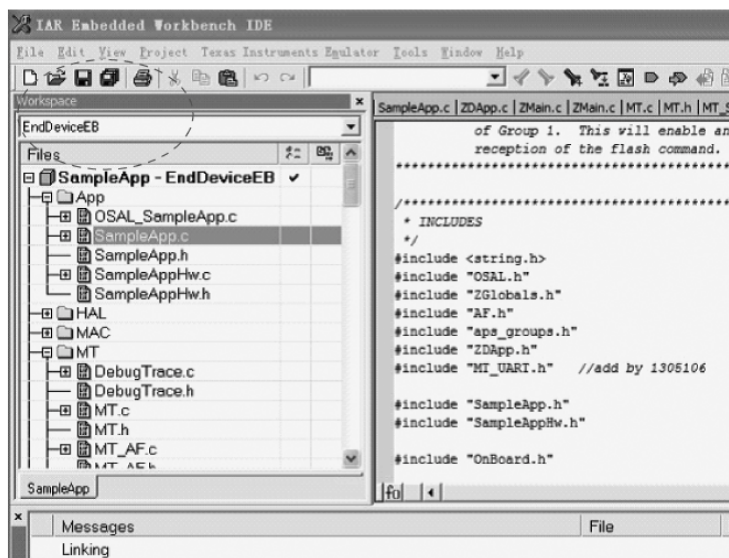 IAR Embedded Workbench IDE
File Edit View Project Texas Instruments Emulator Tools Window Help
Workspace
EndDeviceEB
Files
SampleApp - EndDeviceEB
App
OSAL_SampleApp.c
SampleApp.c
SampleApp.h
SampleAppHw.c
SampleAppHw.h
HAL
MAC
MT
DebugTrace.c
DebugTrace.h
MT.c
MT.h
MT_AF.c
MT_AF.h
SampleApp
SampleApp.c | ZDApp.c | ZMain.c | ZMain.c | MT.c | MT.h | MT_S
of Group 1. This will enable an
reception of the flash command.
*********************************************
/********************************************
* INCLUDES
*/
#include <string.h>
#include "OSAL.h"
#include "ZGlobals.h"
#include "AF.h"
#include "aps_groups.h"
#include "ZDApp.h"
#include "MT_UART.h" //add by 1305106
#include "SampleApp.h"
#include "SampleAppHw.h"
#include "OnBoard.h"
f0
Messages File
Linking